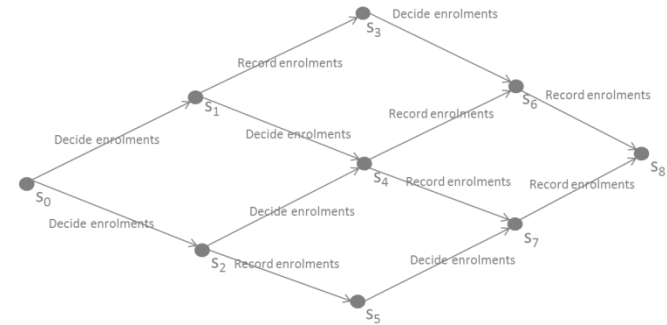 Decide enrolments
S3
Record enrolments
S6
Record enrolments
S1
Record enrolments
Decide enrolments
Decide enrolments
S8
S4
Record enrolments
Record enrolments
S0
Decide enrolments
Decide enrolments
S7
S2
Record enrolments
Decide enrolments
S5